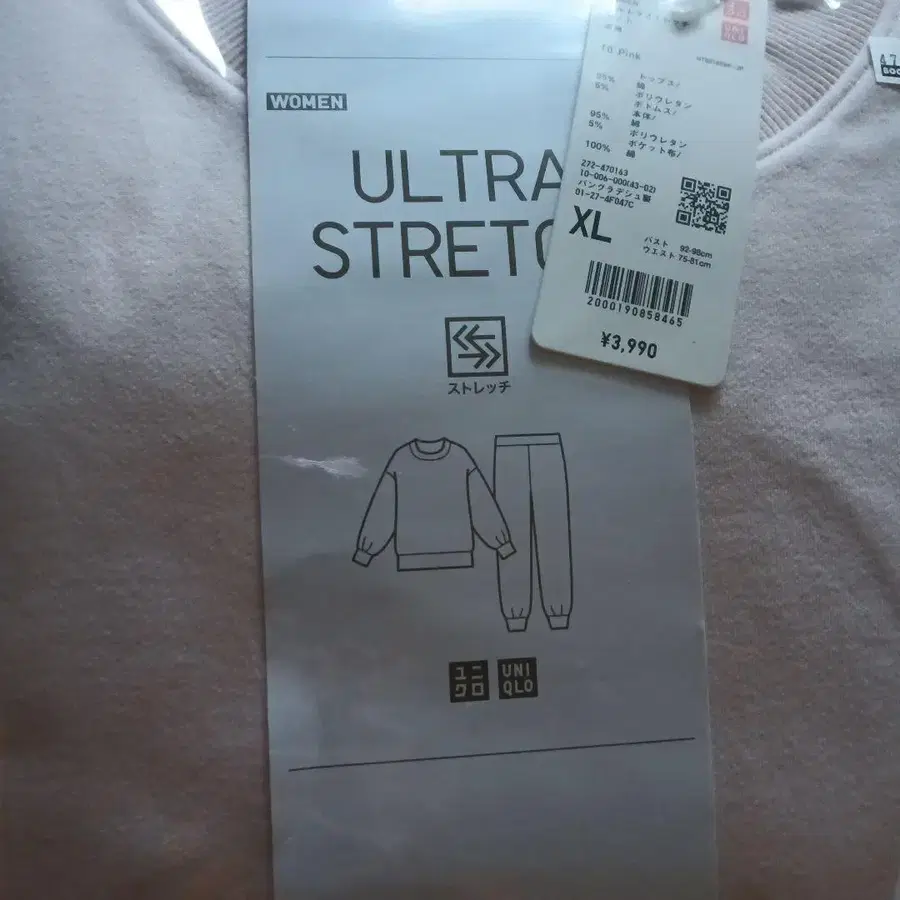 WOMEN
ULTRA
STRETC
ストレッチ
ユニ
クロ
UNI
QLO
UNI
QLO
10 Pink
トップス/
95% 綿
5% ポリウレタン
ボトムス/
本体/
95% 綿
5% ポリウレタン
ポケット布/
100% 綿
272-470163
10-006-000(43-02)
バングラデシュ製
01-27-4F047C
XL
バスト 92-98cm
ウエスト 75-81cm
2000190858465
¥3,990